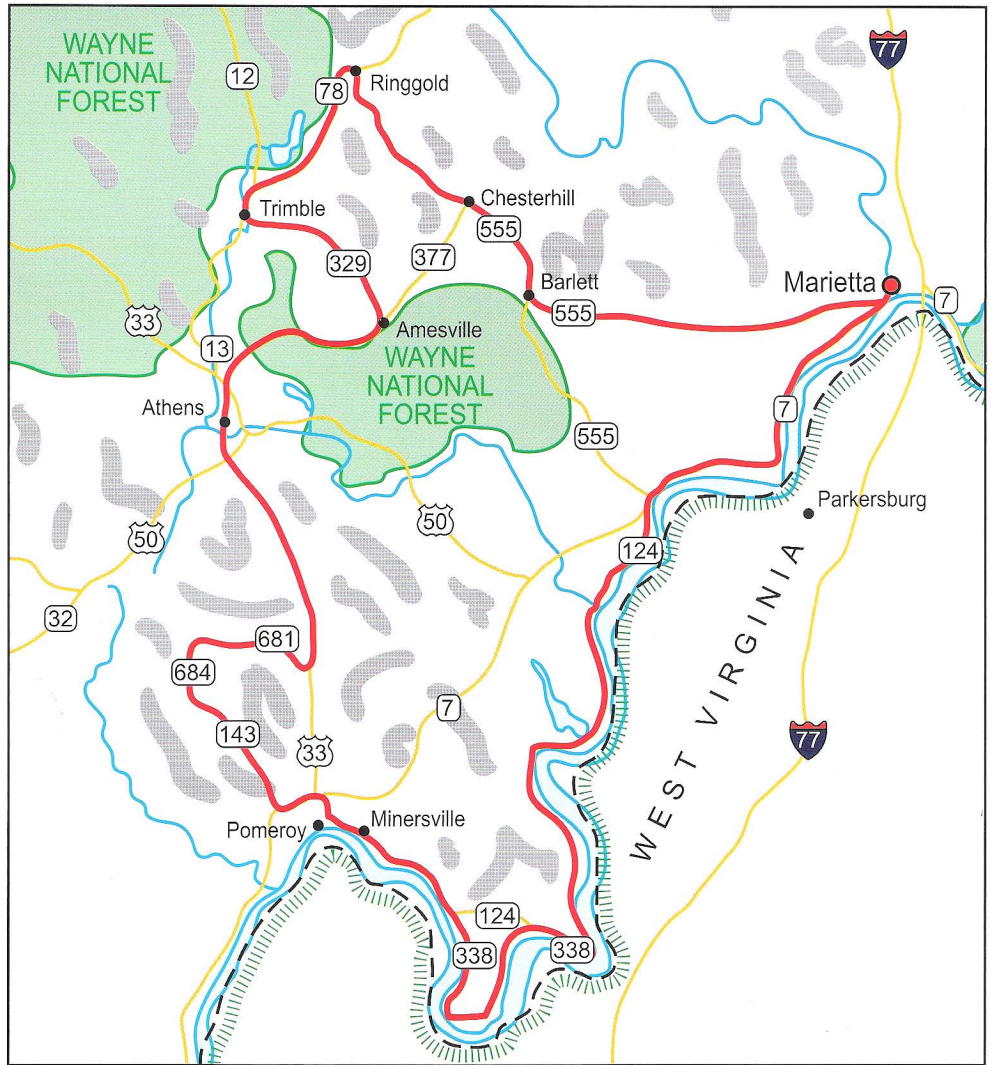 WAYNE
NATIONAL
FOREST
12
78
Ringgold
77
Trimble
Chesterhill
555
329
377
Barlett
555
Marietta
7
33
13
Amesville
WAYNE
NATIONAL
FOREST
Athens
7
555
50
50
Parkersburg
124
32
681
684
WEST VIRGINIA
143
33
7
77
Pomeroy
Minersville
124
338
338